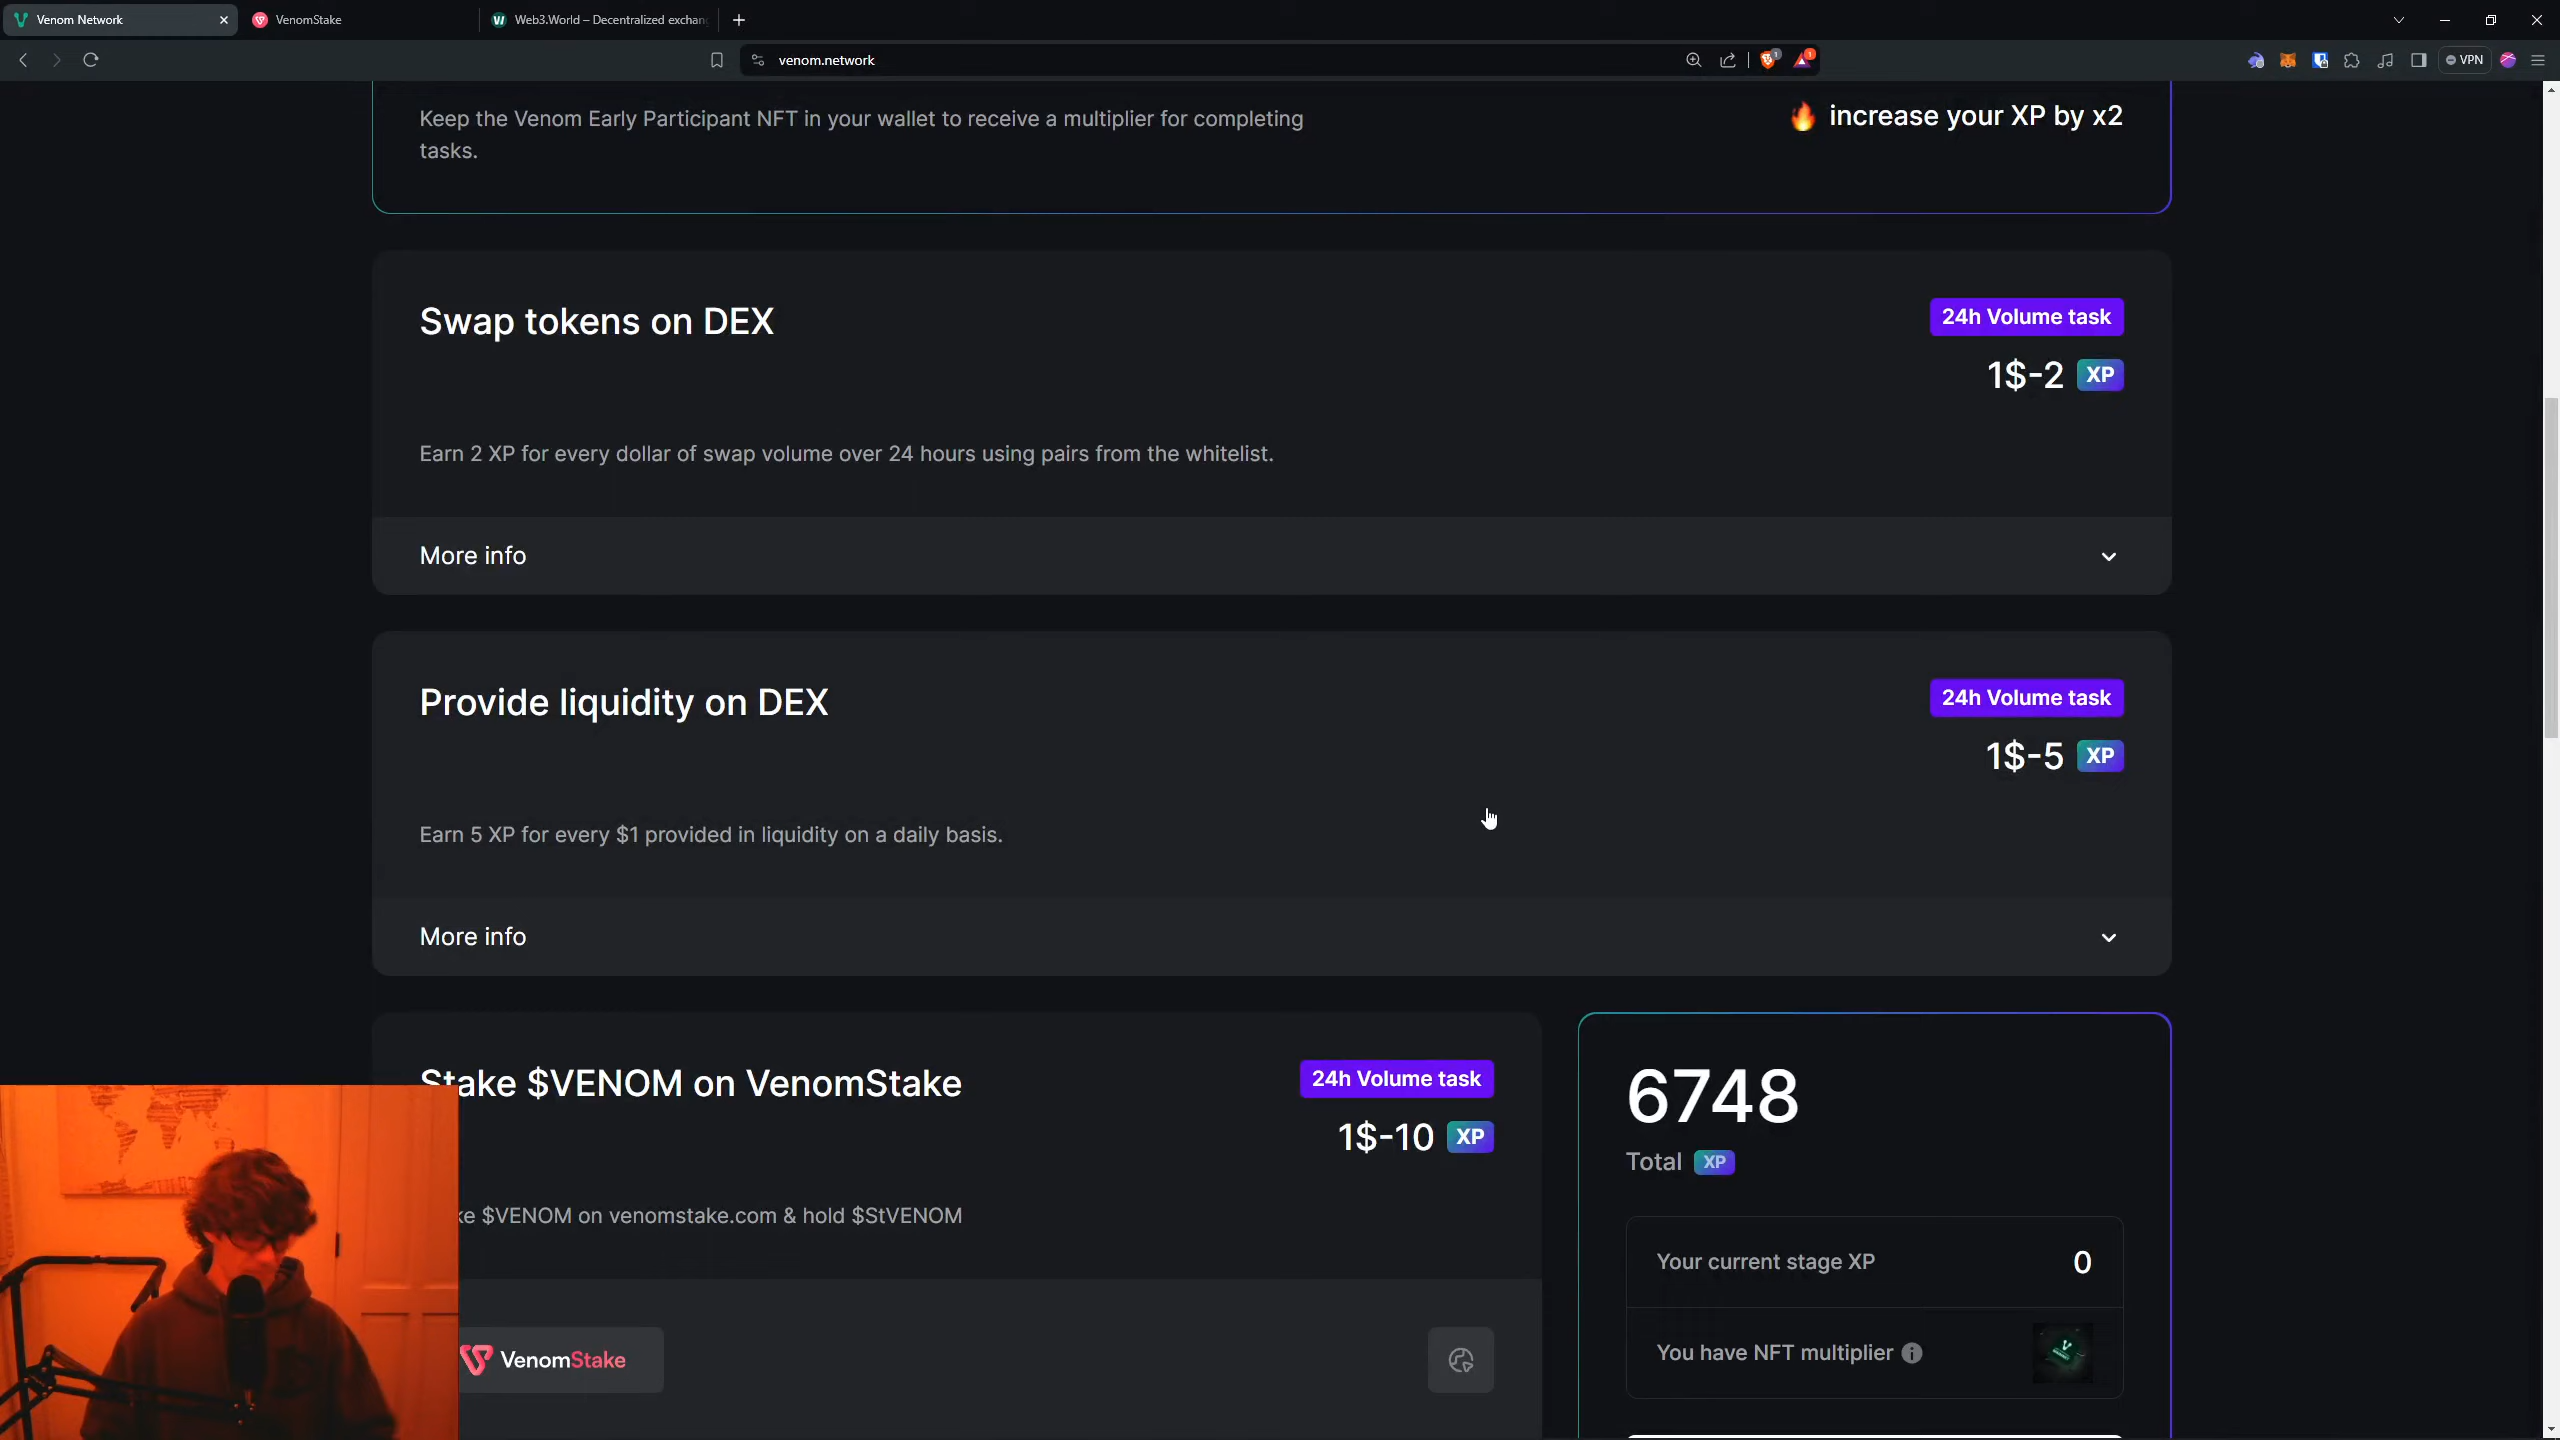 Venom Network
VenomStake
Web3.World – Decentralized exchan
venom.network
1
1
VPN
Keep the Venom Early Participant NFT in your wallet to receive a multiplier for completing
tasks.
🔥 increase your XP by x2
Swap tokens on DEX
24h Volume task
1$-2 XP
Earn 2 XP for every dollar of swap volume over 24 hours using pairs from the whitelist.
More info
Provide liquidity on DEX
24h Volume task
1$-5 XP
Earn 5 XP for every $1 provided in liquidity on a daily basis.
More info
Stake $VENOM on VenomStake
24h Volume task
1$-10 XP
ke $VENOM on venomstake.com & hold $StVENOM
VenomStake
6748
Total XP
Your current stage XP
0
You have NFT multiplier